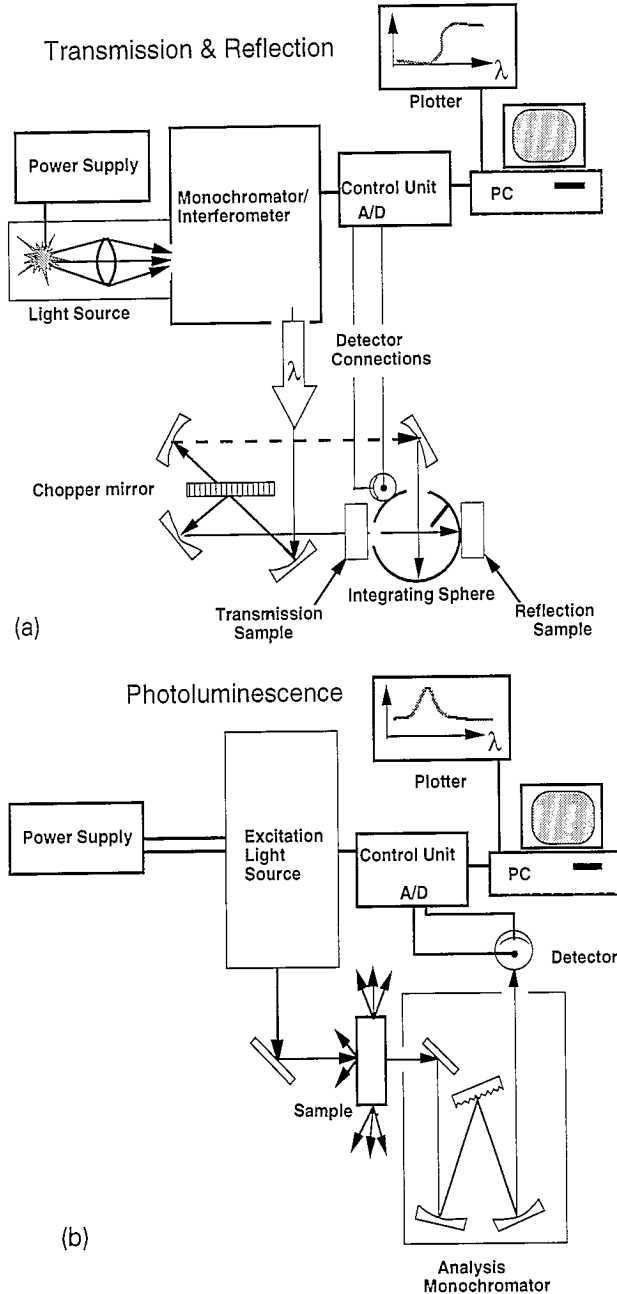 Transmission & Reflection
λ
Plotter
Power Supply
Monochromator/
Interferometer
Control Unit
A/D
PC
Light Source
Detector
Connections
λ
Chopper mirror
Transmission
Sample
Integrating Sphere
Reflection
Sample
(a)
Photoluminescence
λ
Plotter
Power Supply
Excitation
Light
Source
Control Unit
A/D
PC
Detector
Sample
(b)
Analysis
Monochromator